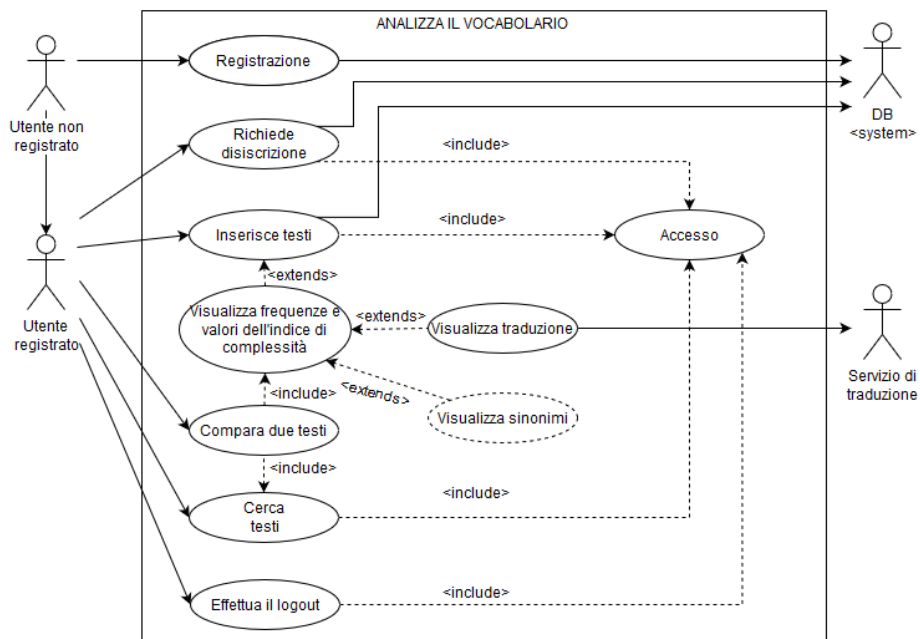 ANALIZZA IL VOCABOLARIO
Registrazione
Utente non
registrato
DB
<system>
Richiede
disiscrizione
<include>
Inserisce testi
<include>
Accesso
Utente
registrato
<extends>
Visualizza frequenze e
valori dell'indice di
complessità
<extends>
Visualizza traduzione
Servizio di
traduzione
<include>
<extends>
Visualizza sinonimi
Compara due testi
<include>
Cerca
testi
<include>
Effettua il logout
<include>